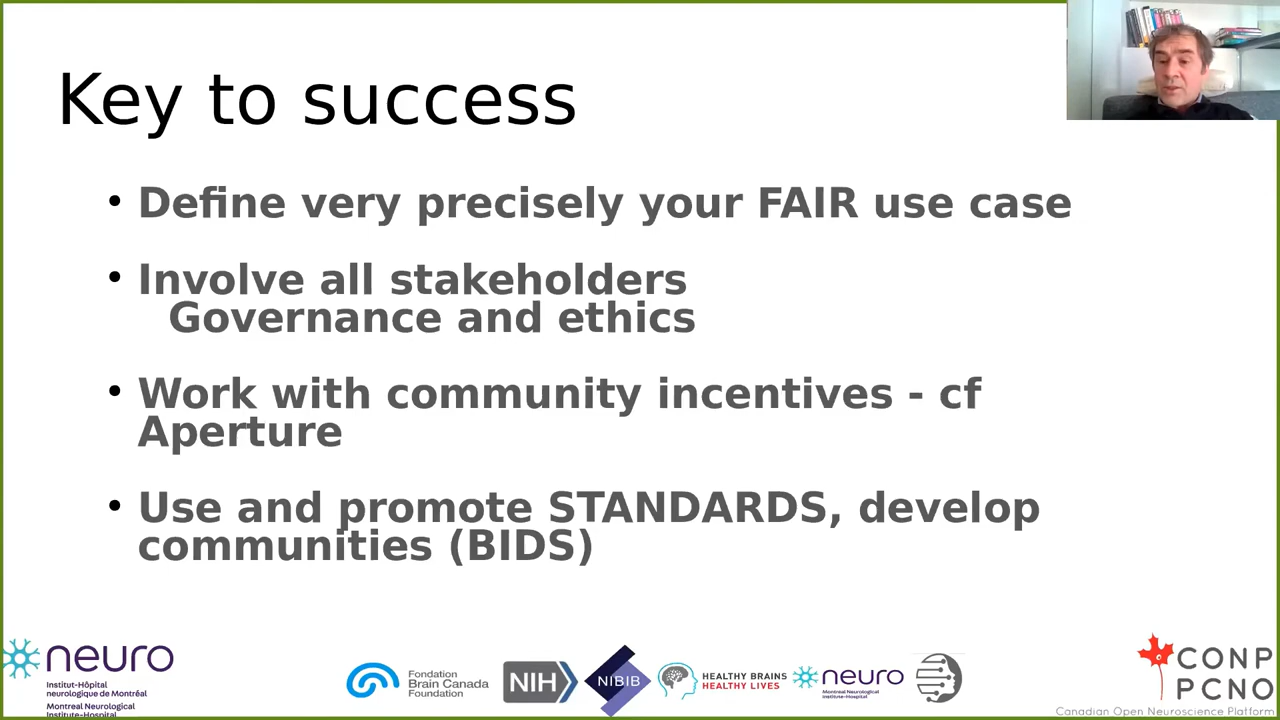 Key to success
• Define very precisely your FAIR use case
• Involve all stakeholders
Governance and ethics
• Work with community incentives - cf
Aperture
• Use and promote STANDARDS, develop
communities (BIDS)
neuro
Institut-Hôpital
neurologique de Montréal
Montreal Neurological
Institute-Hospital
Fondation
Brain Canada
Foundation
NIH
NIBIB
HEALTHY BRAINS
HEALTHY LIVES
neuro
Montreal Neurological
Institute-Hospital
CONP
PCNO
Canadian Open Neuroscience Platform